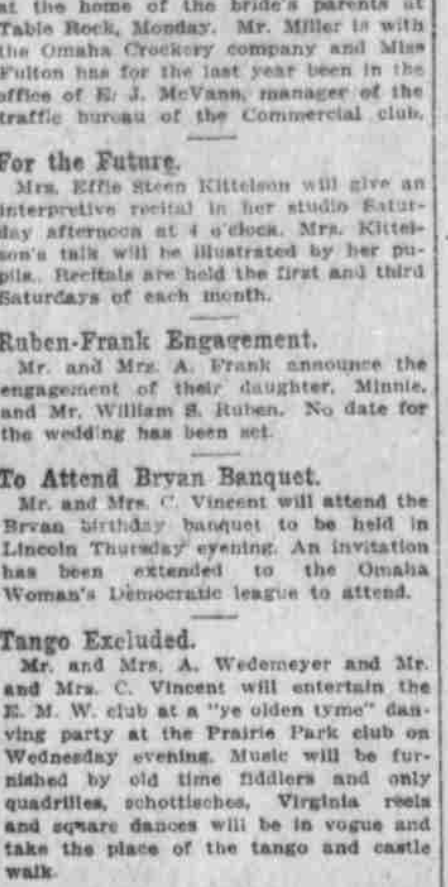 at the home of the bride's parents at
Table Rock, Monday. Mr. Miller is with
the Omaha Crockery company and Miss
Fulton has for the last year been in the
office of E. J. McVann, manager of the
traffic bureau of the Commercial club.
For the Future.
Mrs. Effie Steen Kittelson will give an
interpretive recital in her studio Satur-
day afternoon at 4 o'clock. Mrs. Kittel-
son's talk will be illustrated by her pu-
pils. Recitals are held the first and third
Saturdays of each month.
Ruben-Frank Engagement.
Mr. and Mrs. A. Frank announce the
engagement of their daughter, Minnie,
and Mr. William S. Ruben. No date for
the wedding has been set.
To Attend Bryan Banquet.
Mr. and Mrs. C. Vincent will attend the
Bryan birthday banquet to be held in
Lincoln Thursday evening. An invitation
has been extended to the Omaha
Woman's Democratic league to attend.
Tango Excluded.
Mr. and Mrs. A. Wedemeyer and Mr.
and Mrs. C. Vincent will entertain the
E. M. W. club at a "ye olden tyme" dan-
ving party at the Prairie Park club on
Wednesday evening. Music will be fur-
nished by old time fiddlers and only
quadrilles, schottisches, Virginia reels
and square dances will be in vogue and
take the place of the tango and castle
walk.